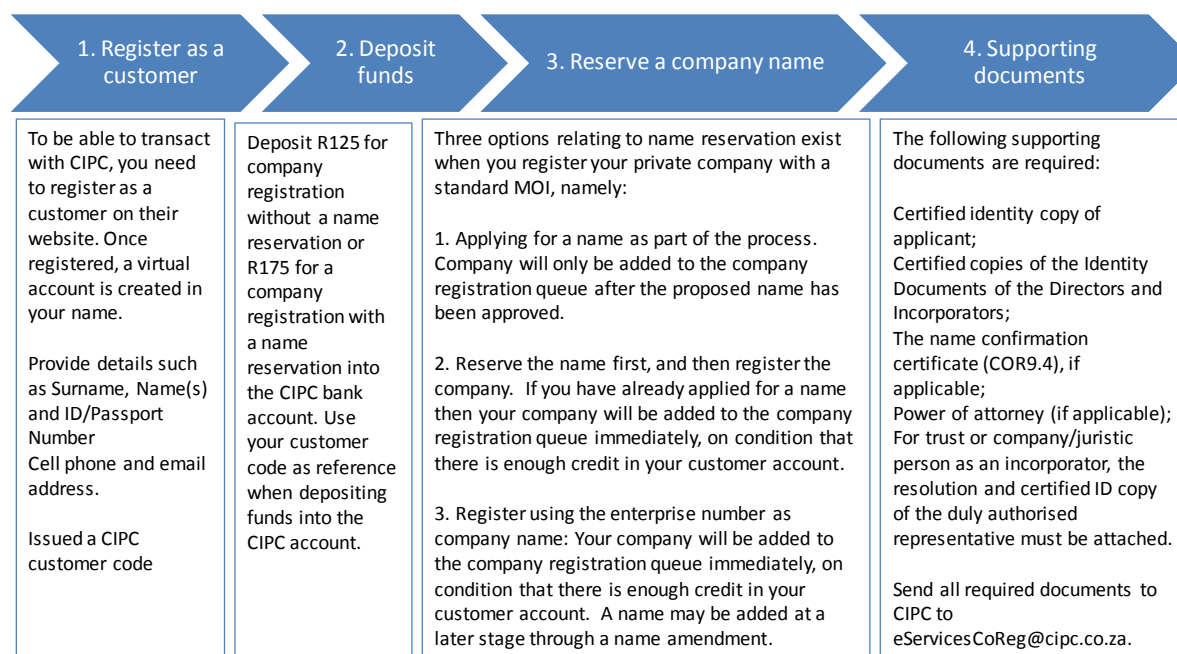 1. Register as a
customer
2. Deposit
funds
3. Reserve a company name
4. Supporting
documents
To be able to transact
with CIPC, you need
to register as a
customer on their
website. Once
registered, a virtual
account is created in
your name.
Provide details such
as Surname, Name(s)
and ID/Passport
Number
Cell phone and email
address.
Issued a CIPC
customer code
Deposit R125 for
company
registration
without a name
reservation or
R175 for a
company
registration with
a name
reservation into
the CIPC bank
account. Use
your customer
code as reference
when depositing
funds into the
CIPC account.
Three options relating to name reservation exist
when you register your private company with a
standard MOI, namely:
1. Applying for a name as part of the process.
Company will only be added to the company
registration queue after the proposed name has
been approved.
2. Reserve the name first, and then register the
company. If you have already applied for a name
then your company will be added to the company
registration queue immediately, on condition that
there is enough credit in your customer account.
3. Register using the enterprise number as
company name: Your company will be added to
the company registration queue immediately, on
condition that there is enough credit in your
customer account. A name may be added at a
later stage through a name amendment.
The following supporting
documents are required:
Certified identity copy of
applicant;
Certified copies of the Identity
Documents of the Directors and
Incorporators;
The name confirmation
certificate (COR9.4), if
applicable;
Power of attorney (if applicable);
For trust or company/juristic
person as an incorporator, the
resolution and certified ID copy
of the duly authorised
representative must be attached.
Send all required documents to
CIPC to
eServicesCoReg@cipc.co.za.